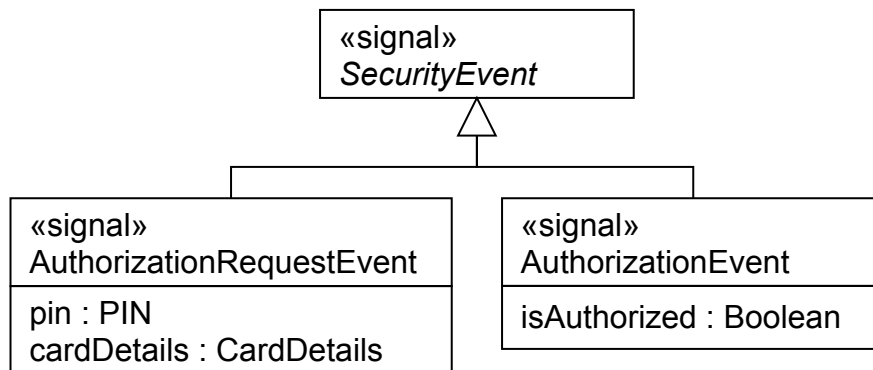 «signal»
SecurityEvent
«signal»
AuthorizationRequestEvent
pin : PIN
cardDetails : CardDetails
«signal»
AuthorizationEvent
isAuthorized : Boolean